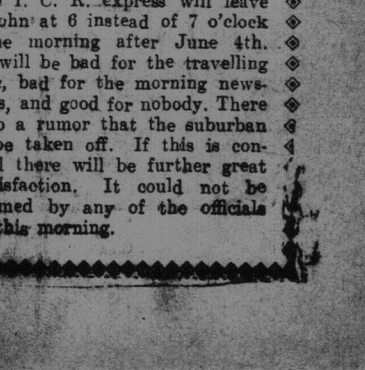 I. C. R. express will leave
ohn at 6 instead of 7 o'clock
e morning after June 4th.
will be bad for the travelling
, bad for the morning news-
s, and good for nobody. There
o a rumor that the suburban
be taken off. If this is con-
l there will be further great
isfaction. It could not be
med by any of the officials
this morning.